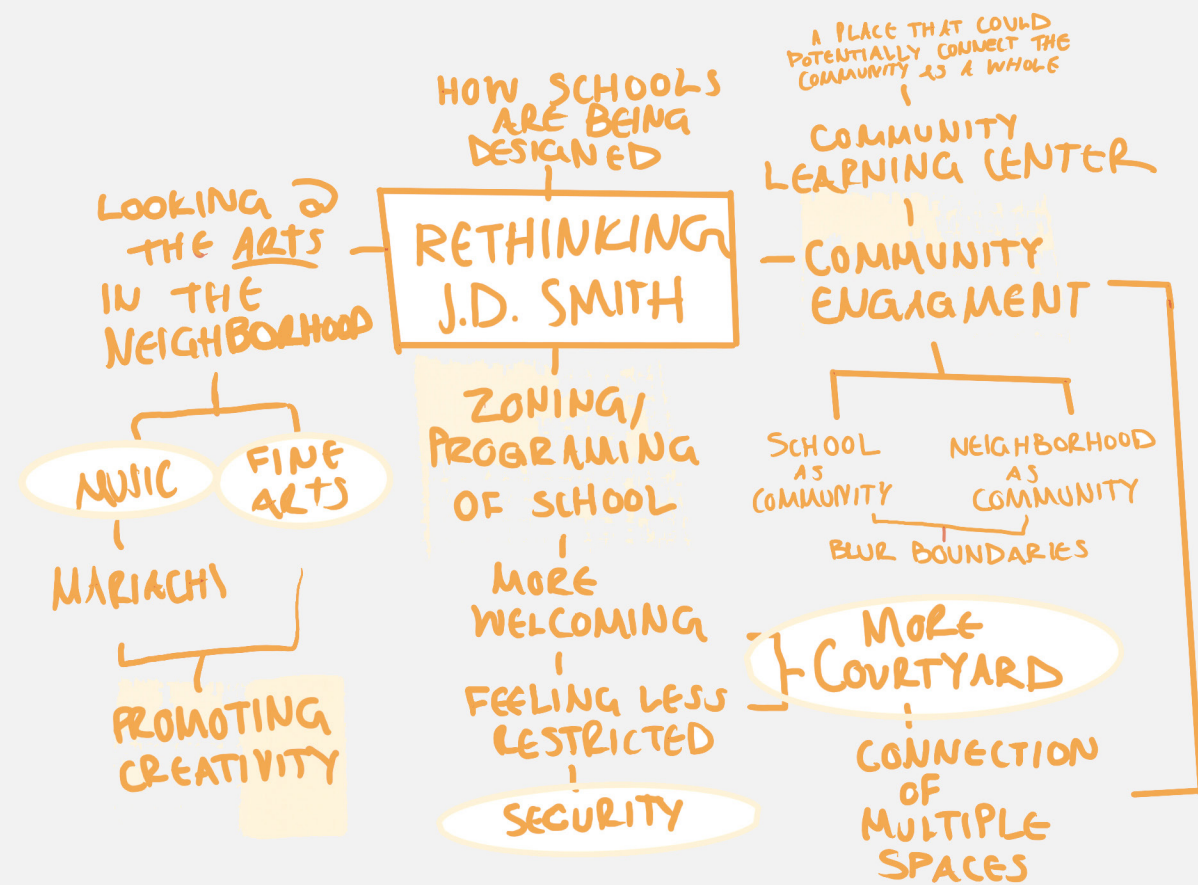 A PLACE THAT COULD
POTENTIALLY CONNECT THE
COMMUNITY AS A WHOLE
HOW SCHOOLS
ARE BEING
DESIGNED
COMMUNITY
LEARNING CENTER
LOOKING @
THE ARTS
IN THE
NEIGHBORHOOD
RETHINKING
J.D. SMITH
COMMUNITY
ENGAGMENT
MUSIC
FINE
ARTS
MARIACHI
PROMOTING
CREATIVITY
ZONING/
PROGRAMING
OF SCHOOL
MORE
WELCOMING
FEELING LESS
RESTRICTED
SECURITY
SCHOOL
AS
COMMUNITY
NEIGHBORHOOD
AS
COMMUNITY
BLUR BOUNDARIES
MORE
COURTYARD
CONNECTION
OF
MULTIPLE
SPACES